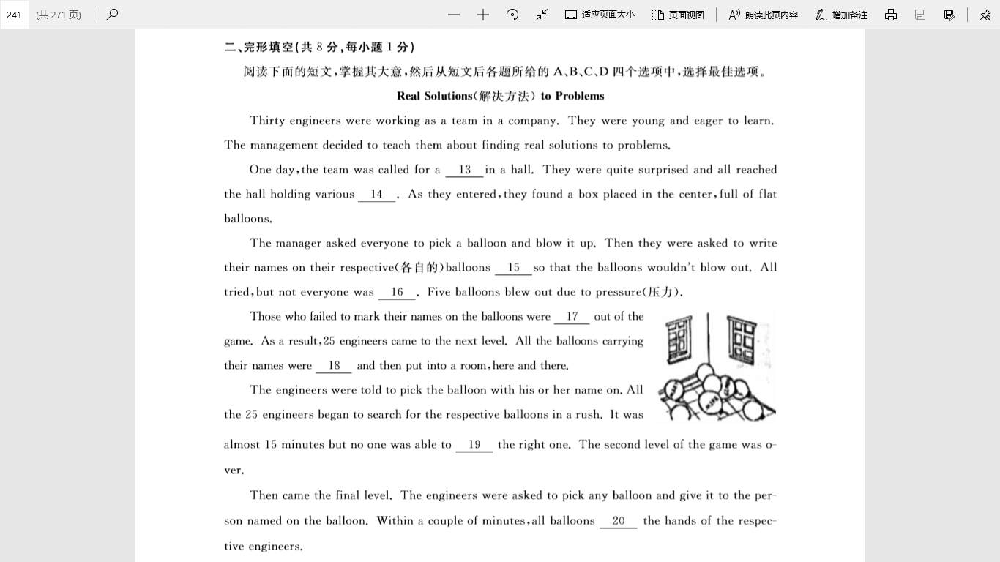 241 (共 271 页) 适应页面大小 页面视图 朗读此页内容 增加备注
二、完形填空(共 8 分,每小题 1 分)
阅读下面的短文,掌握其大意,然后从短文后各题所给的 A、B、C、D 四个选项中,选择最佳选项。
Real Solutions(解决方法) to Problems
Thirty engineers were working as a team in a company. They were young and eager to learn.
The management decided to teach them about finding real solutions to problems.
One day,the team was called for a 13 in a hall. They were quite surprised and all reached
the hall holding various 14 . As they entered,they found a box placed in the center,full of flat
balloons.
The manager asked everyone to pick a balloon and blow it up. Then they were asked to write
their names on their respective(各自的)balloons 15 so that the balloons wouldn't blow out. All
tried,but not everyone was 16 . Five balloons blew out due to pressure(压力).
Those who failed to mark their names on the balloons were 17 out of the
game. As a result,25 engineers came to the next level. All the balloons carrying
their names were 18 and then put into a room,here and there.
The engineers were told to pick the balloon with his or her name on. All
the 25 engineers began to search for the respective balloons in a rush. It was
almost 15 minutes but no one was able to 19 the right one. The second level of the game was o-
ver.
Then came the final level. The engineers were asked to pick any balloon and give it to the per-
son named on the balloon. Within a couple of minutes,all balloons 20 the hands of the respec-
tive engineers.